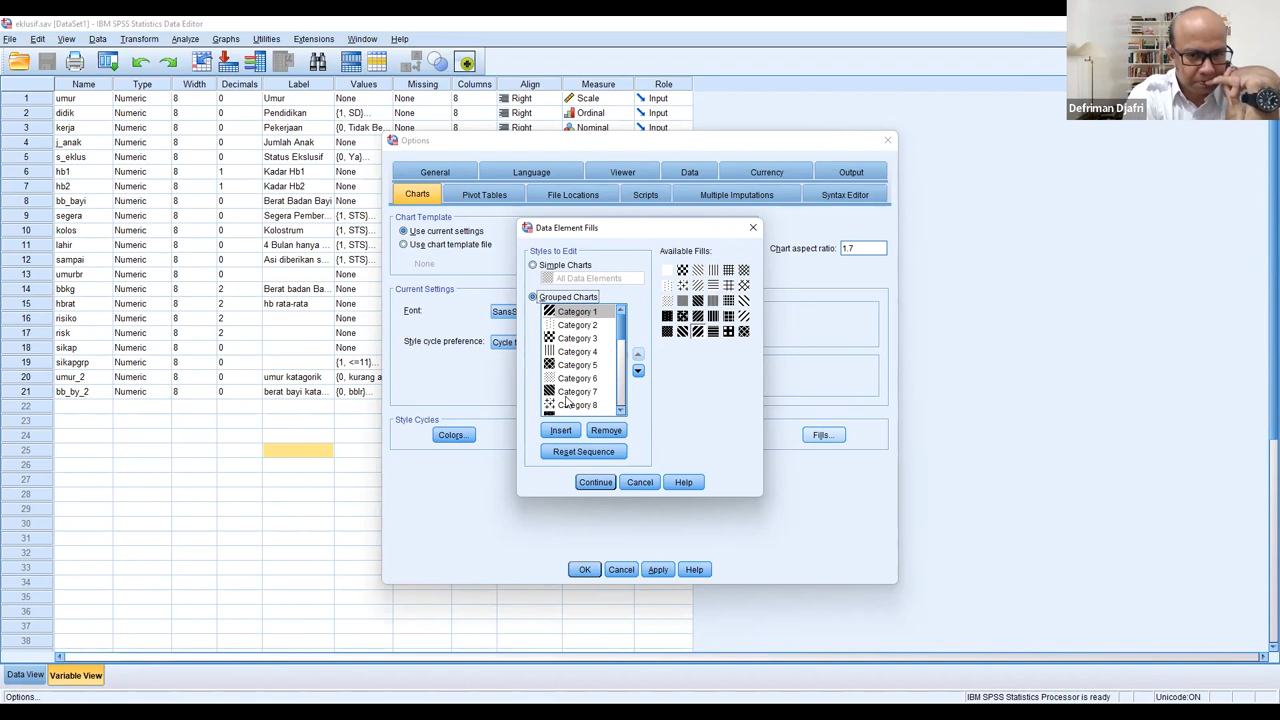 eklusif.sav [DataSet1] - IBM SPSS Statistics Data Editor
File Edit View Data Transform Analyze Graphs Utilities Extensions Window Help
Name Type Width Decimals Label Values Missing Columns Align Measure Role
1 umur Numeric 8 0 Umur None None 8 Right Scale Input
2 didik Numeric 8 0 Pendidikan {1, SD}... None 8 Right Ordinal Input
3 kerja Numeric 8 0 Pekerjaan {0, Tidak Be... None 8 Right Nominal Input
4 j_anak Numeric 8 0 Jumlah Anak None
5 s_eklus Numeric 8 0 Status Ekslusif {0, Ya}...
6 hb1 Numeric 8 1 Kadar Hb1 None
7 hb2 Numeric 8 1 Kadar Hb2 None
8 bb_bayi Numeric 8 0 Berat Badan Bayi None
9 segera Numeric 8 0 Segera Pember... {1, STS}...
10 kolos Numeric 8 0 Kolostrum {1, STS}...
11 lahir Numeric 8 0 4 Bulan hanya ... {1, STS}...
12 sampai Numeric 8 0 Asi diberikan s... {1, STS}...
13 umurbr Numeric 8 0 None
14 bbkg Numeric 8 0 berat badan None
15 hbrat Numeric 8 0 hb rata-rata None
16 risiko Numeric 8 2 None
17 risk Numeric 8 2 None
18 sikap Numeric 8 0 None
19 sikapgrp Numeric 8 0 {1, <=11}...
20 umur_2 Numeric 8 0 umur katagorik {0, kurang a
21 bb_by_2 Numeric 8 0 berat bayi kata... {0, bblr}...
22
23
24
25
26
27
28
29
30
31
32
33
34
35
36
37
38
Defriman Djafri
Options
General Language Viewer Data Currency Output
Charts Pivot Tables File Locations Scripts Multiple Imputations Syntax Editor
Chart Template
Use current settings
Use chart template file
None
Chart aspect ratio: 1.7
Current Settings
Font: SansS
Style cycle preference: Cycle t
Style Cycles
Colors... Fills...
Data Element Fills
Styles to Edit
Simple Charts
All Data Elements
Grouped Charts
Category 1
Category 2
Category 3
Category 4
Category 5
Category 6
Category 7
Category 8
Insert Remove
Reset Sequence
Available Fills:
Continue Cancel Help
OK Cancel Apply Help
Data View Variable View
Options... IBM SPSS Statistics Processor is ready Unicode:ON